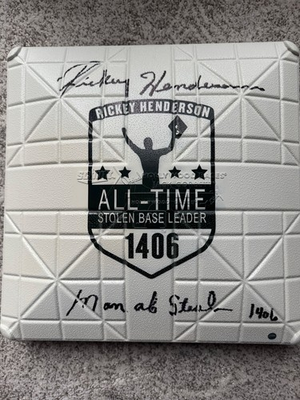 Rickey Henderson
RICKEY HENDERSON
ALL-TIME
STOLEN BASE LEADER
1406
Man of Steal 1406